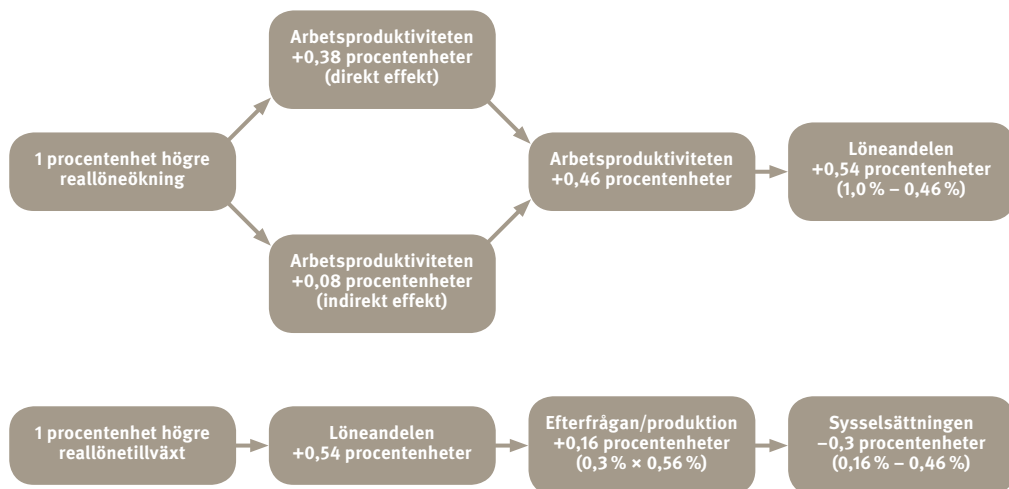 Arbetsproduktiviteten
+0,38 procentenheter
(direkt effekt)
1 procentenhet högre
reallöneökning
Arbetsproduktiviteten
+0,46 procentenheter
Löneandelen
+0,54 procentenheter
(1,0 % – 0,46 %)
Arbetsproduktiviteten
+0,08 procentenheter
(indirekt effekt)
1 procentenhet högre
reallönetillväxt
Löneandelen
+0,54 procentenheter
Efterfrågan/produktion
+0,16 procentenheter
(0,3 % × 0,56 %)
Sysselsättningen
–0,3 procentenheter
(0,16 % – 0,46 %)